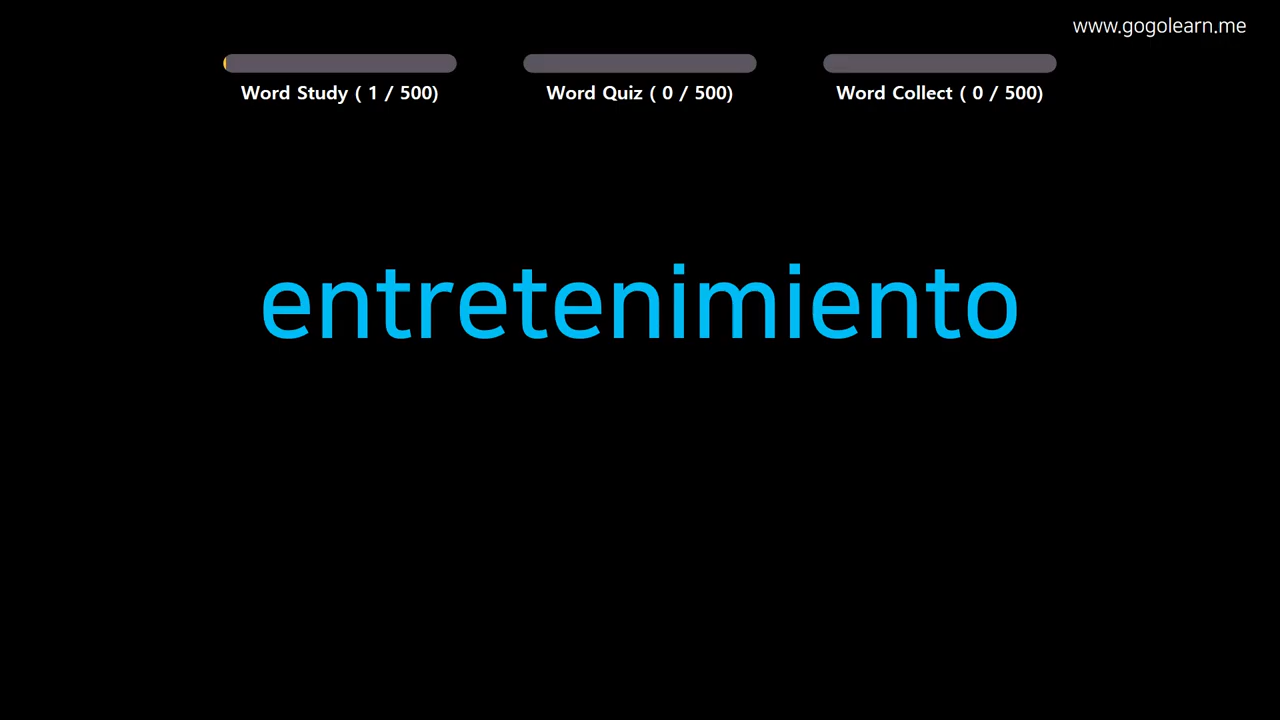 www.gogolearn.me
Word Study ( 1 / 500)
Word Quiz ( 0 / 500)
Word Collect ( 0 / 500)
entretenimiento